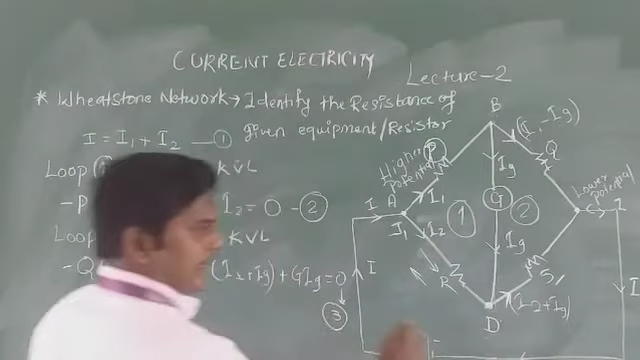 CURRENT ELECTRICITY
Lecture-2
* Wheatstone Network → Identify the Resistance of
given equipment/Resistor
I = I₁ + I₂ — ①
Loop KVL
-P I₂ = 0 - ②
Loo KVL
-Q (I₂+Ig) + GIg = 0
③
B
(I₁-Ig)
P
Q
Higher
Potential
Ig
Lower
Potential
A
I
I₁
G
1
2
I
I₁
I₂
Ig
I
R
S
(I₂+Ig)
D
I